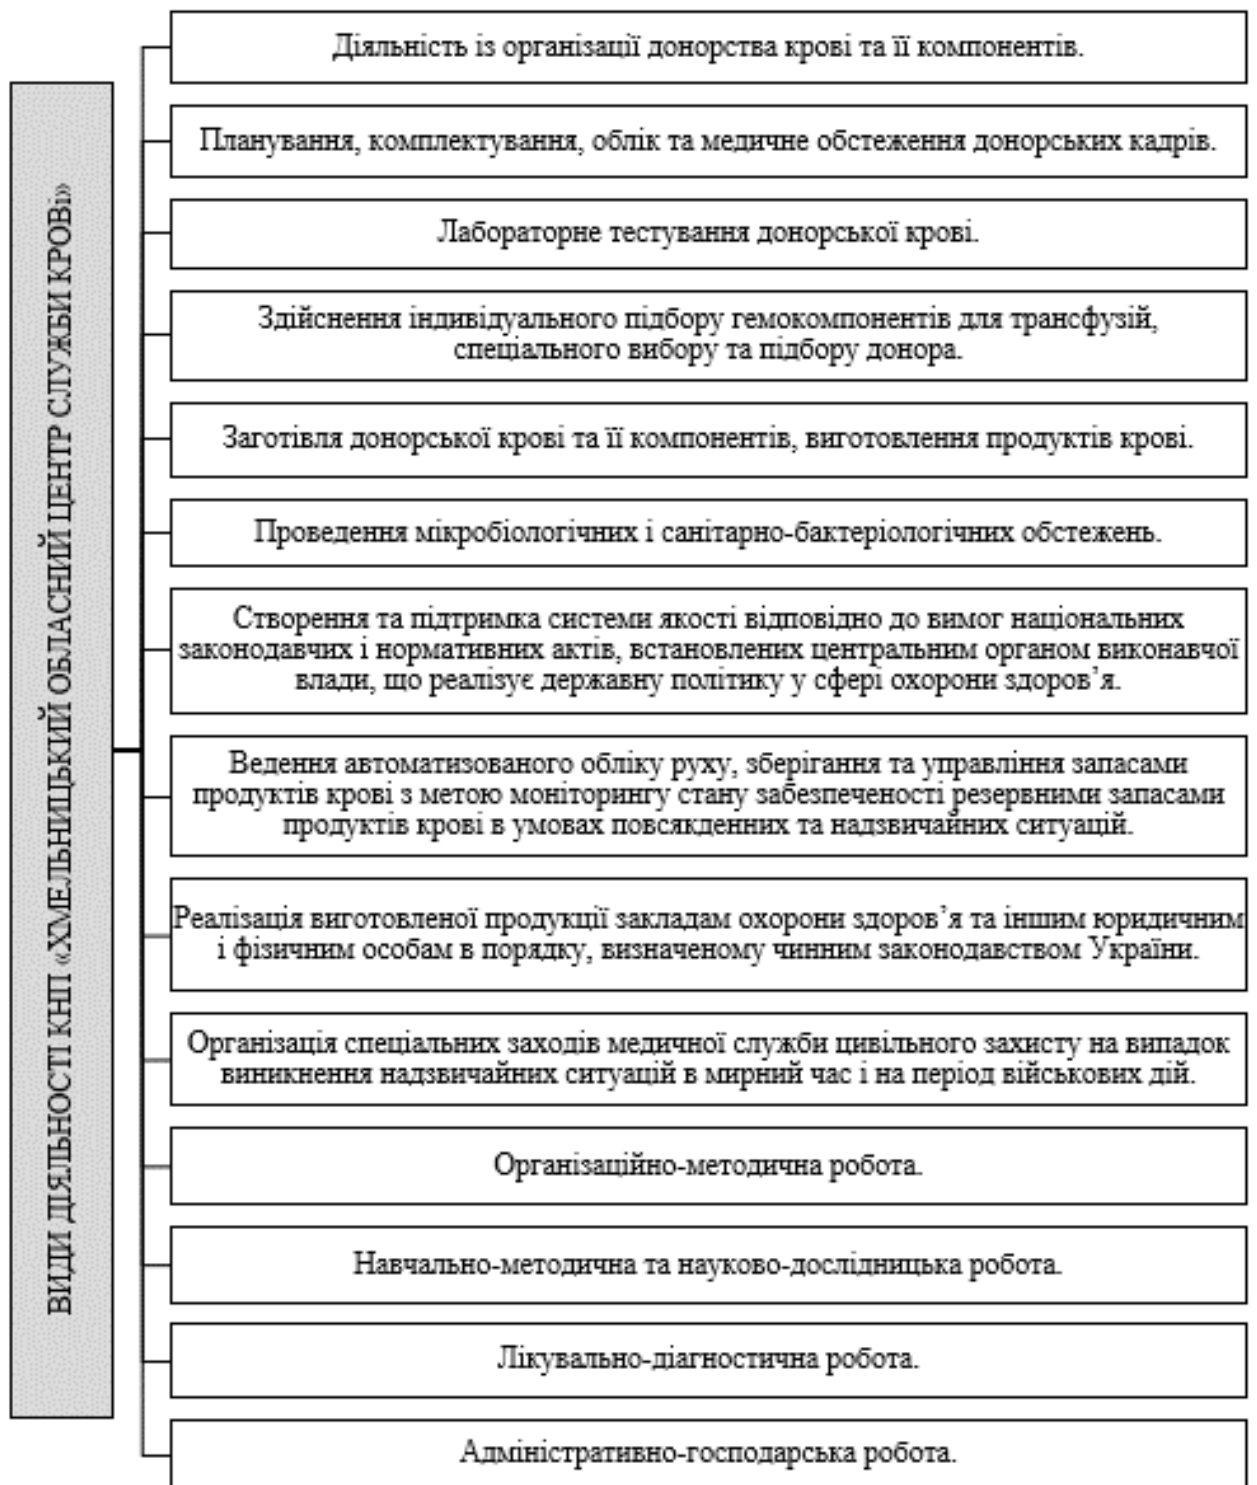 ВИДИ ДІЯЛЬНОСТІ КНП «ХМЕЛЬНИЦЬКИЙ ОБЛАСНИЙ ЦЕНТР СЛУЖБИ КРОВі»
Діяльність із організації донорства крові та її компонентів.
Планування, комплектування, облік та медичне обстеження донорських кадрів.
Лабораторне тестування донорської крові.
Здійснення індивідуального підбору гемокомпонентів для трансфузій,
спеціального вибору та підбору донора.
Заготівля донорської крові та її компонентів, виготовлення продуктів крові.
Проведення мікробіологічних і санітарно-бактеріологічних обстежень.
Створення та підтримка системи якості відповідно до вимог національних
законодавчих і нормативних актів, встановлених центральним органом виконавчої
влади, що реалізує державну політику у сфері охорони здоров’я.
Ведення автоматизованого обліку руху, зберігання та управління запасами
продуктів крові з метою моніторингу стану забезпеченості резервними запасами
продуктів крові в умовах повсякденних та надзвичайних ситуацій.
Реалізація виготовленої продукції закладам охорони здоров’я та іншим юридичним
і фізичним особам в порядку, визначеному чинним законодавством України.
Організація спеціальних заходів медичної служби цивільного захисту на випадок
виникнення надзвичайних ситуацій в мирний час і на період військових дій.
Організаційно-методична робота.
Навчально-методична та науково-дослідницька робота.
Лікувально-діагностична робота.
Адміністративно-господарська робота.